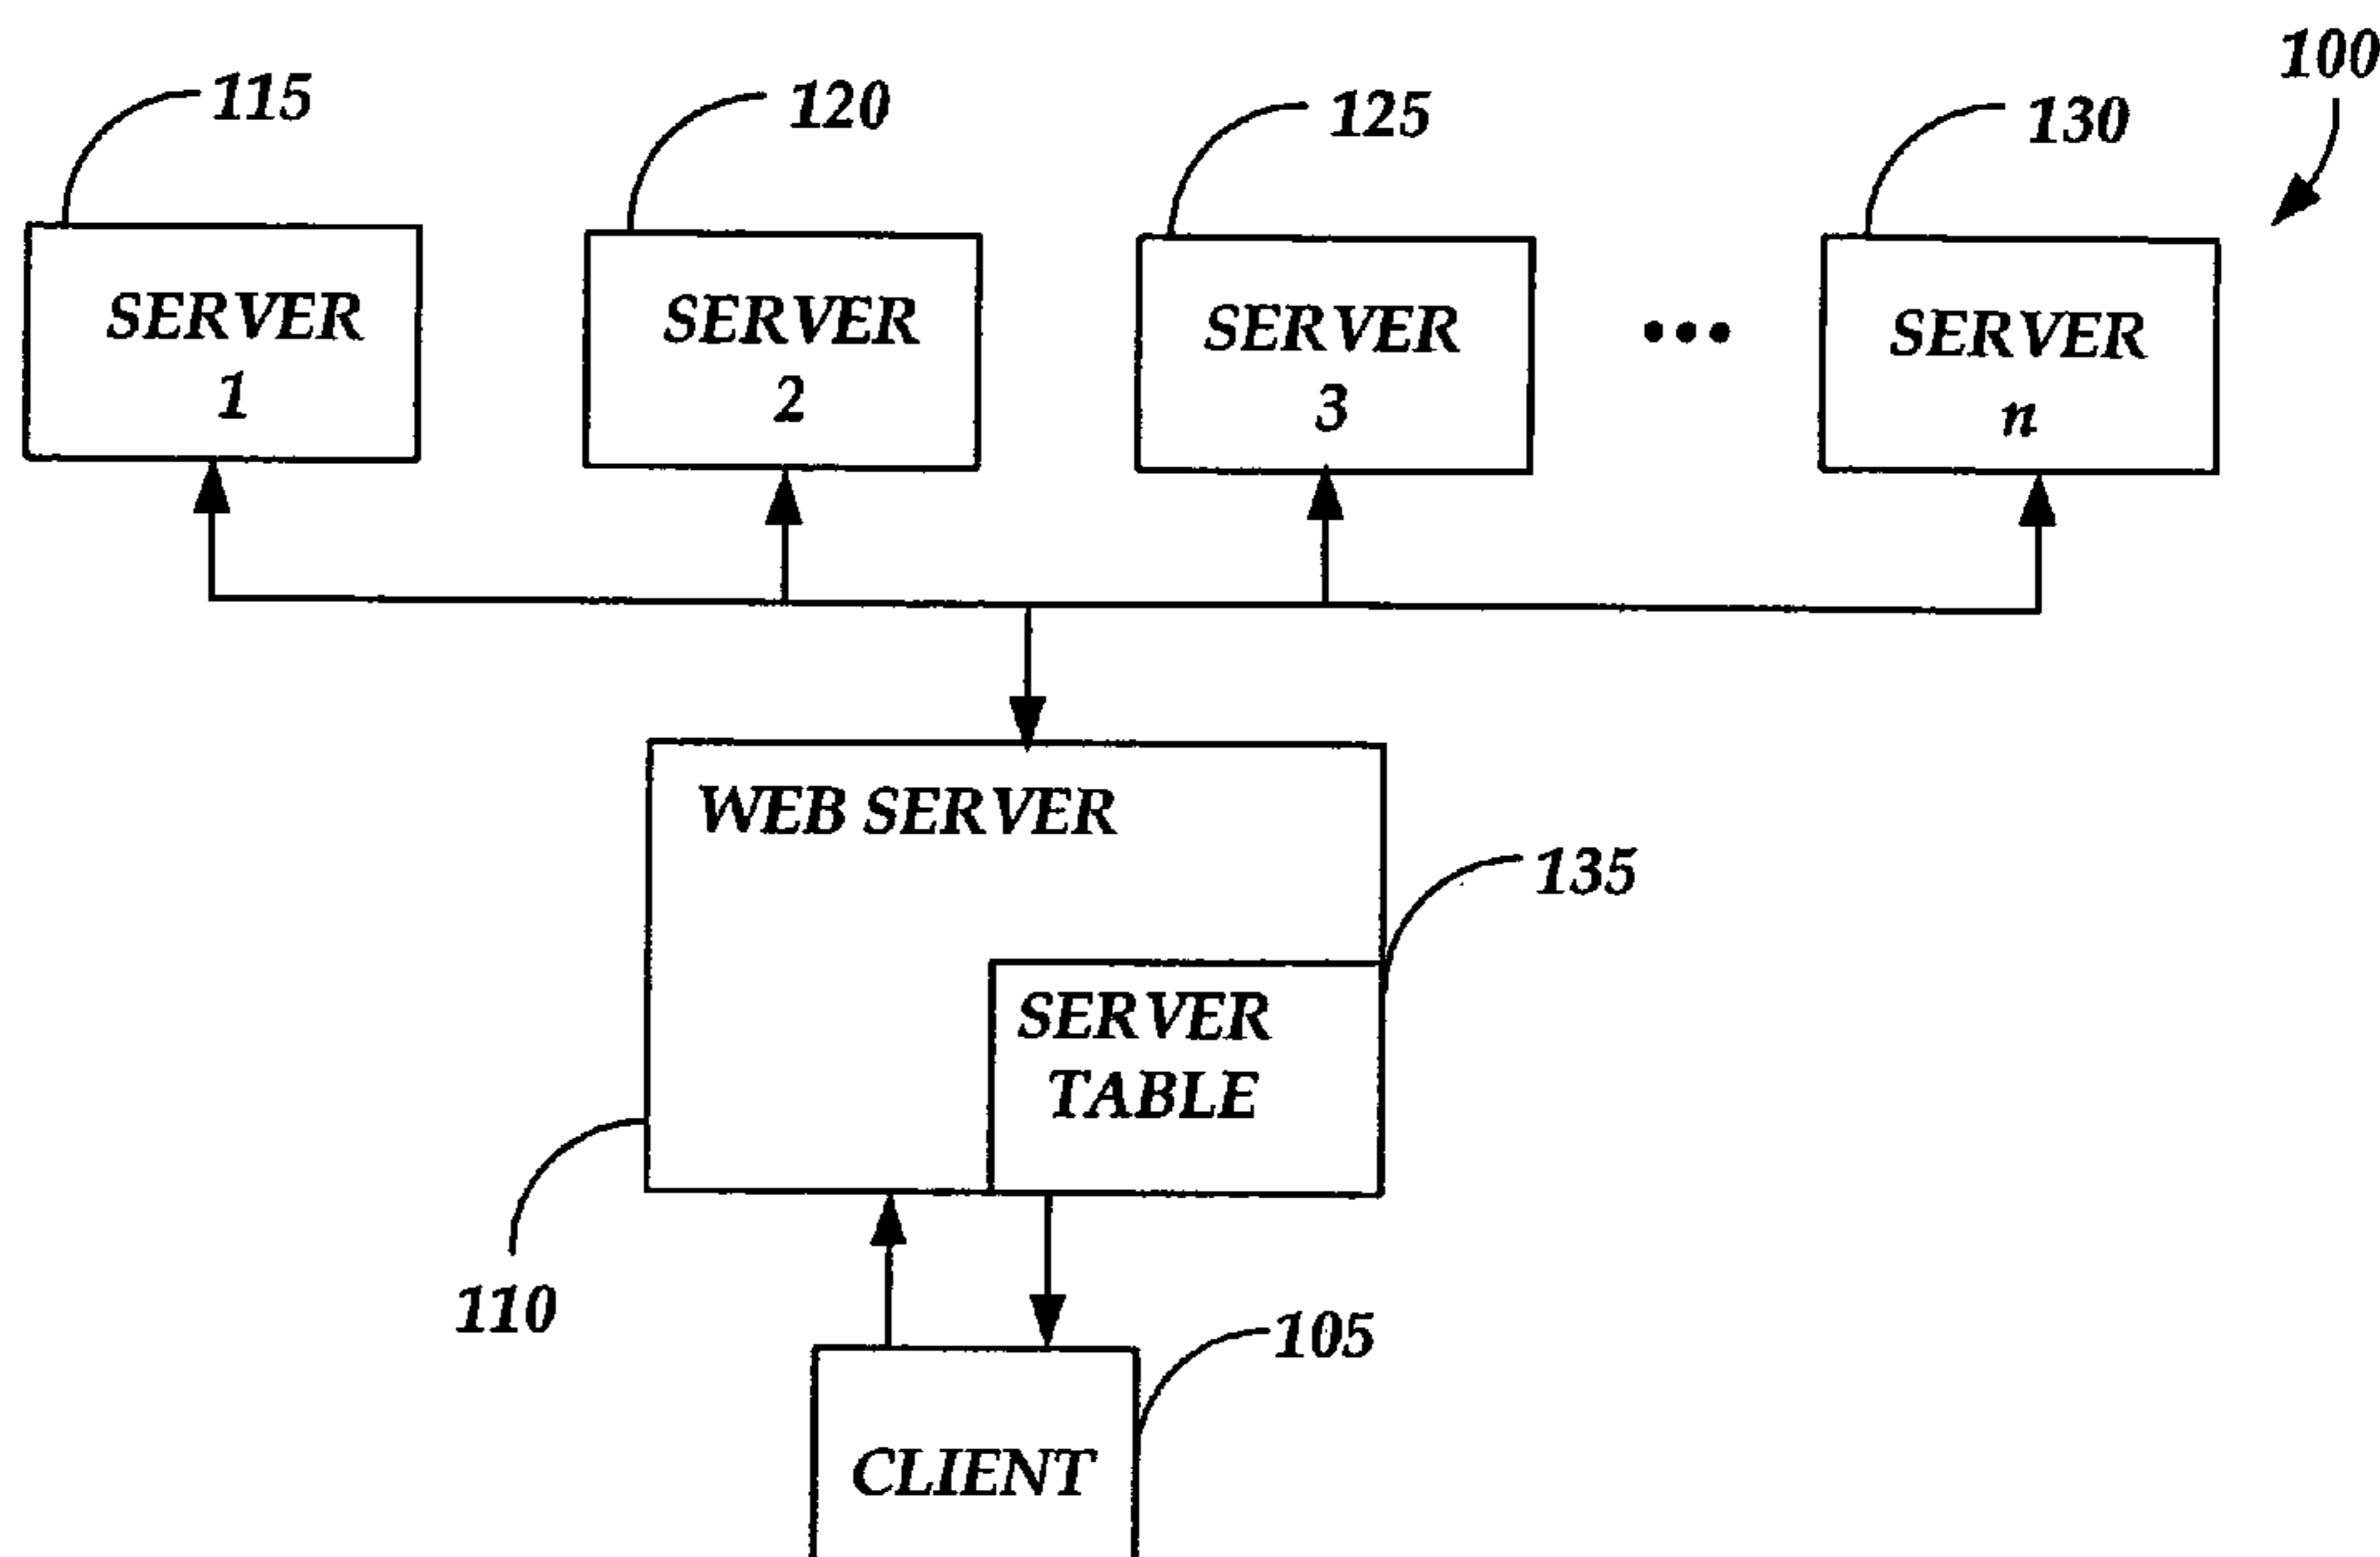 100
115
120
125
130
SERVER
1
SERVER
2
SERVER
3
•••
SERVER
n
WEB SERVER
135
SERVER
TABLE
110
105
CLIENT